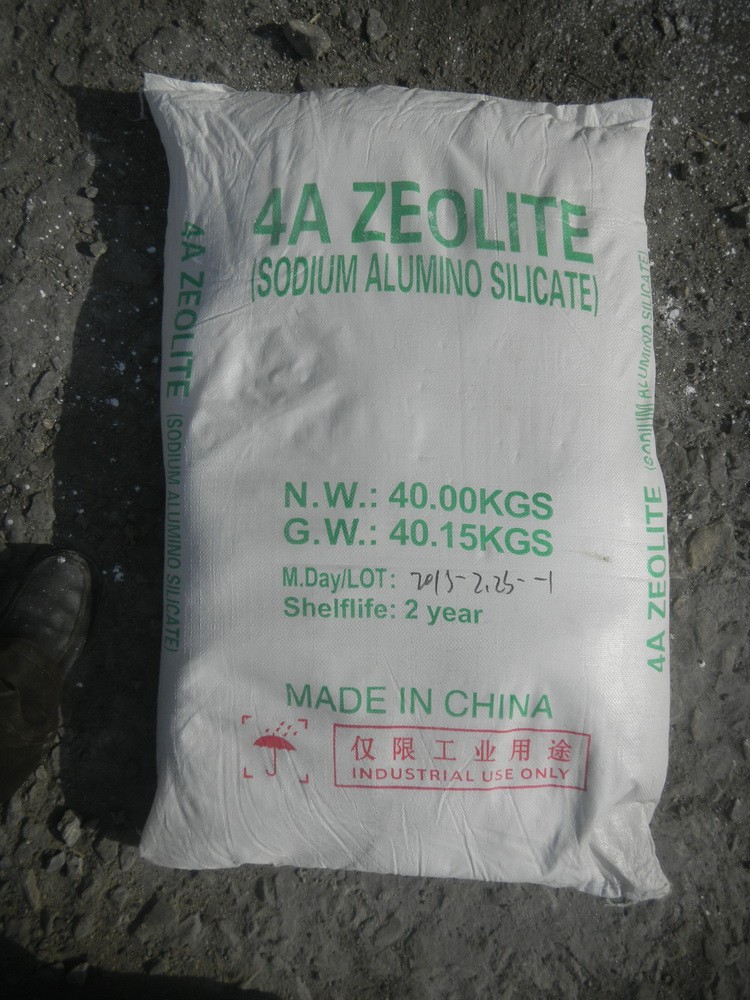 4A ZEOLITE
(SODIUM ALUMINO SILICATE)
N.W.: 40.00KGS
G.W.: 40.15KGS
M.Day/LOT: 2015-2.25--1
Shelflife: 2 year
MADE IN CHINA
仅限工业用途
INDUSTRIAL USE ONLY
4A ZEOLITE (SODIUM ALUMINO SILICATE)
4A ZEOLITE (SODIUM ALUMINO SILICATE)